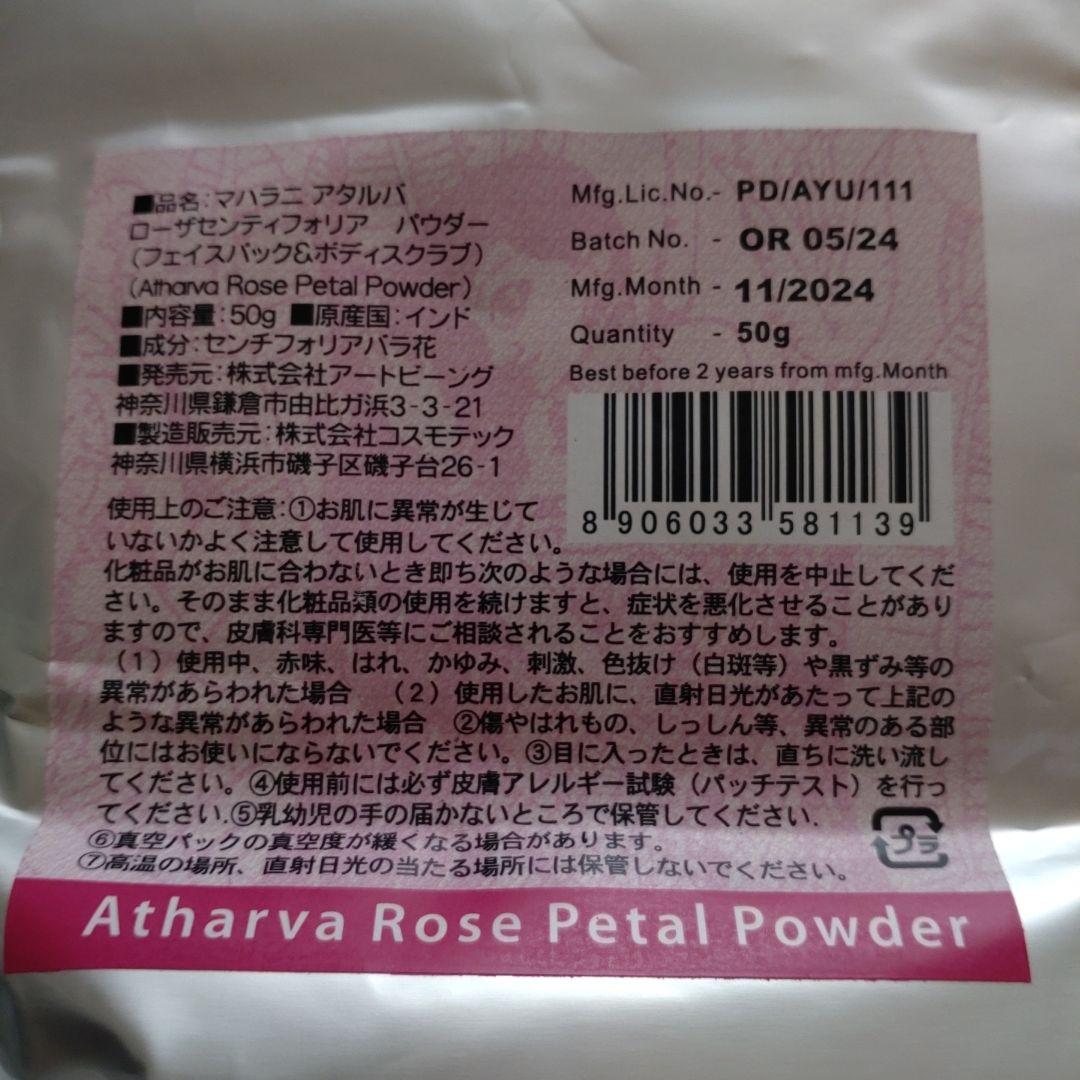 ■品名:マハラニ アタルバ
ローザセンティフォリア パウダー
(フェイスパック&ボディスクラブ)
(Atharva Rose Petal Powder)
■内容量:50g ■原産国:インド
■成分:センチフォリアバラ花
■発売元:株式会社アートビーング
神奈川県鎌倉市由比ガ浜3-3-21
■製造販売元:株式会社コスモテック
神奈川県横浜市磯子区磯子台26-1
Mfg.Lic.No.- PD/AYU/111
Batch No. - OR 05/24
Mfg.Month - 11/2024
Quantity - 50g
Best before 2 years from mfg.Month
8 906033 581139
使用上のご注意:①お肌に異常が生じて
いないかよく注意して使用してください。
化粧品がお肌に合わないとき即ち次のような場合には、使用を中止してくだ
さい。そのまま化粧品類の使用を続けますと、症状を悪化させることがあり
ますので、皮膚科専門医等にご相談されることをおすすめします。
(1)使用中、赤味、はれ、かゆみ、刺激、色抜け(白斑等)や黒ずみ等の
異常があらわれた場合 (2)使用したお肌に、直射日光があたって上記の
ような異常があらわれた場合 ②傷やはれもの、しっしん等、異常のある部
位にはお使いにならないでください。③目に入ったときは、直ちに洗い流し
てください。④使用前には必ず皮膚アレルギー試験(パッチテスト)を行っ
てください.⑤乳幼児の手の届かないところで保管してください.
⑥真空パックの真空度が緩くなる場合があります。
⑦高温の場所、直射日光の当たる場所には保管しないでください。
プラ
Atharva Rose Petal Powder